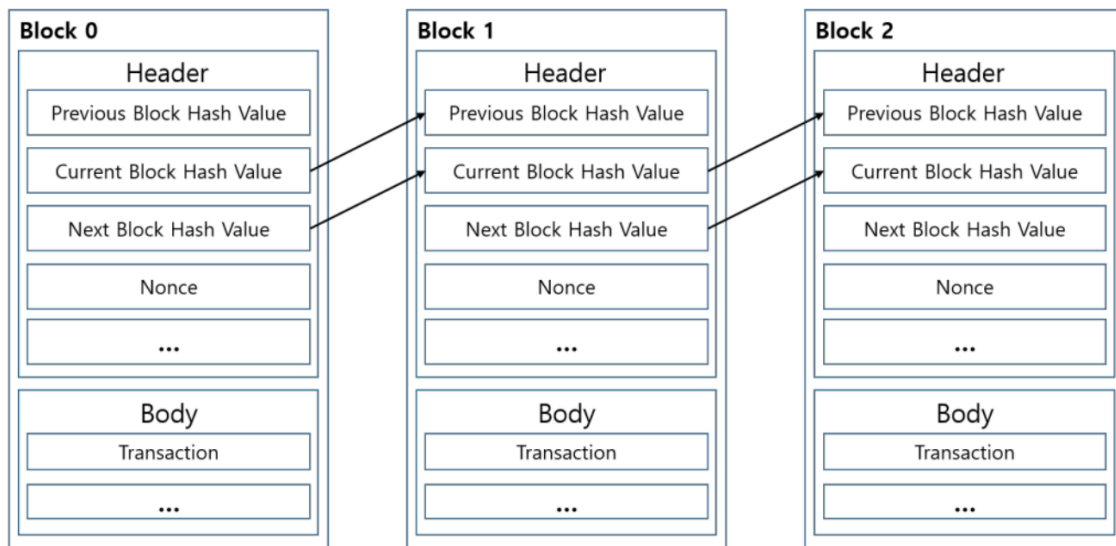 Block 0
Header
Previous Block Hash Value
Current Block Hash Value
Next Block Hash Value
Nonce
...
Body
Transaction
...
Block 1
Header
Previous Block Hash Value
Current Block Hash Value
Next Block Hash Value
Nonce
...
Body
Transaction
...
Block 2
Header
Previous Block Hash Value
Current Block Hash Value
Next Block Hash Value
Nonce
...
Body
Transaction
...